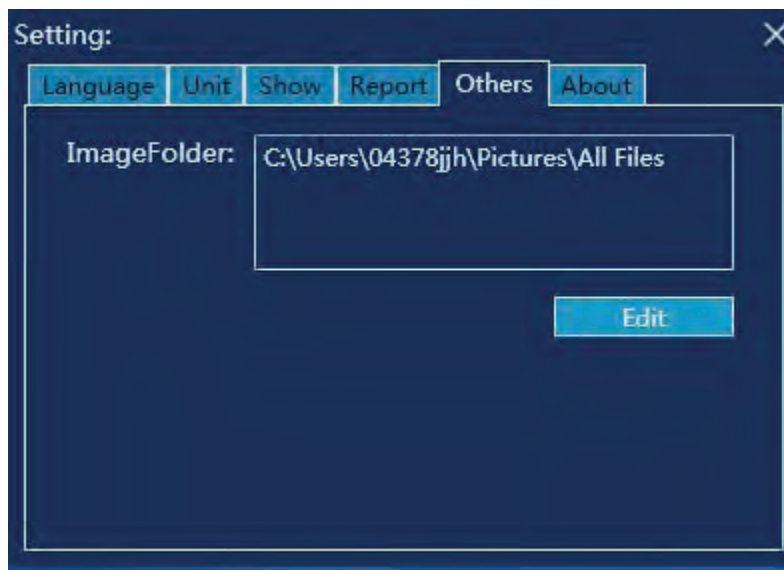 Setting:
Language Unit Show Report Others About
ImageFolder: C:\Users\04378jjh\Pictures\All Files
Edit